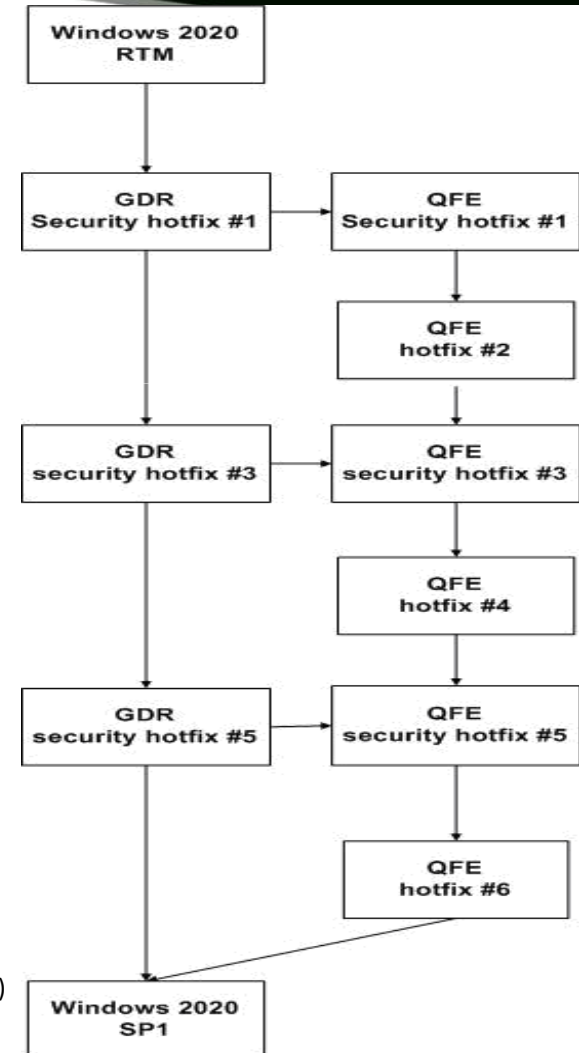 Windows 2020
RTM
GDR
Security hotfix #1
QFE
Security hotfix #1
QFE
hotfix #2
GDR
security hotfix #3
QFE
security hotfix #3
QFE
hotfix #4
GDR
security hotfix #5
QFE
security hotfix #5
QFE
hotfix #6
)
Windows 2020
SP1